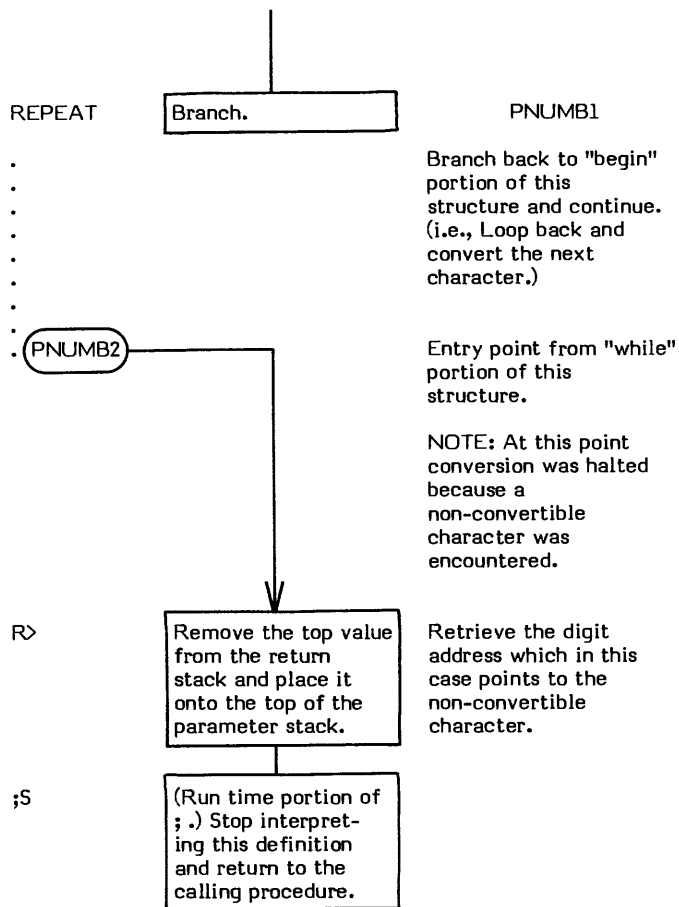 REPEAT
Branch.
PNUMB1
Branch back to "begin"
portion of this
structure and continue.
(i.e., Loop back and
convert the next
character.)
.
.
.
.
.
.
.
.
. PNUMB2
Entry point from "while"
portion of this
structure.
NOTE: At this point
conversion was halted
because a
non-convertible
character was
encountered.
R>
Remove the top value
from the return
stack and place it
onto the top of the
parameter stack.
Retrieve the digit
address which in this
case points to the
non-convertible
character.
;S
(Run time portion of
; .) Stop interpret-
ing this definition
and return to the
calling procedure.